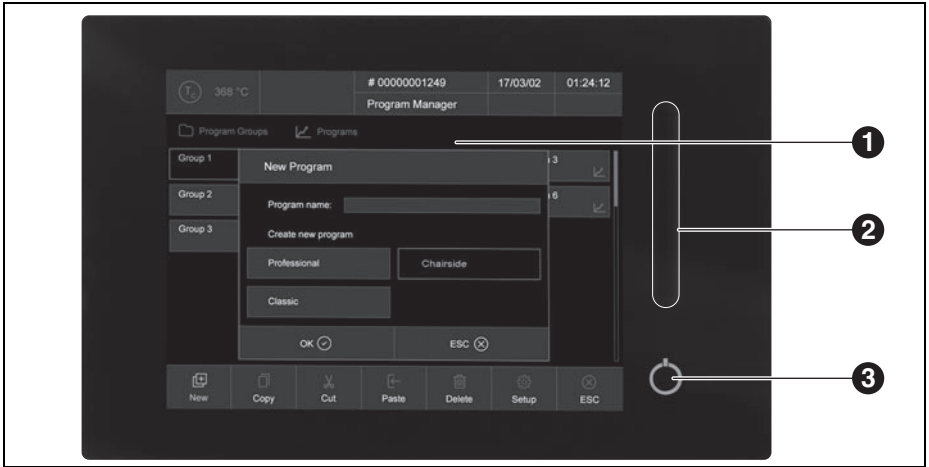 # 00000001249 17/03/02 01:24:12
Tc 368 °C
Program Manager
Program Groups Programs
1
Group 1 New Program 3
Group 2 6
Program name:
2
Group 3 Create new program
Professional Chairside
Classic
OK ESC
3
New Copy Cut Paste Delete Setup ESC